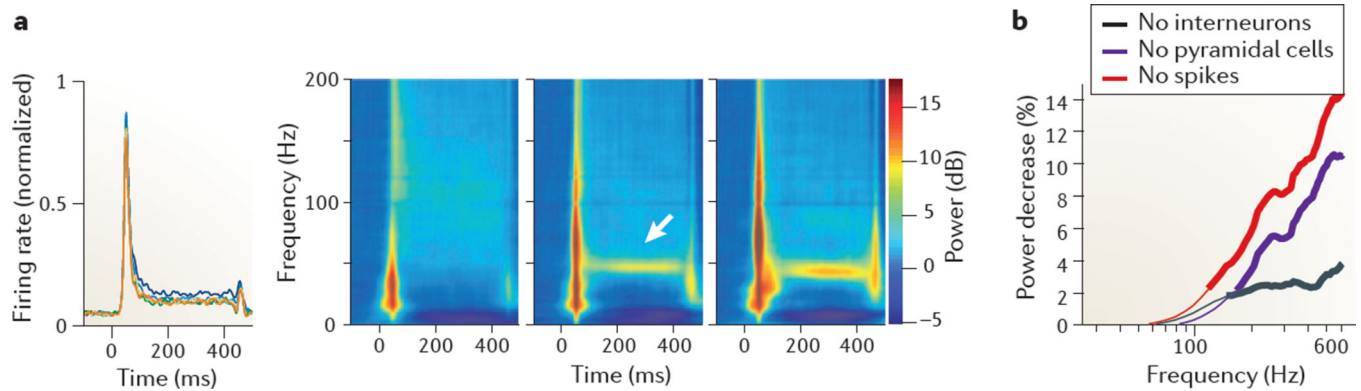 a
Firing rate (normalized)
1
0.5
0
0
200
400
Time (ms)
Frequency (Hz)
200
100
0
0
200
400
0
200
400
0
200
400
Time (ms)
15
10
5
0
−5
Power (dB)
b
No interneurons
No pyramidal cells
No spikes
Power decrease (%)
14
12
10
8
6
4
2
0
100
600
Frequency (Hz)